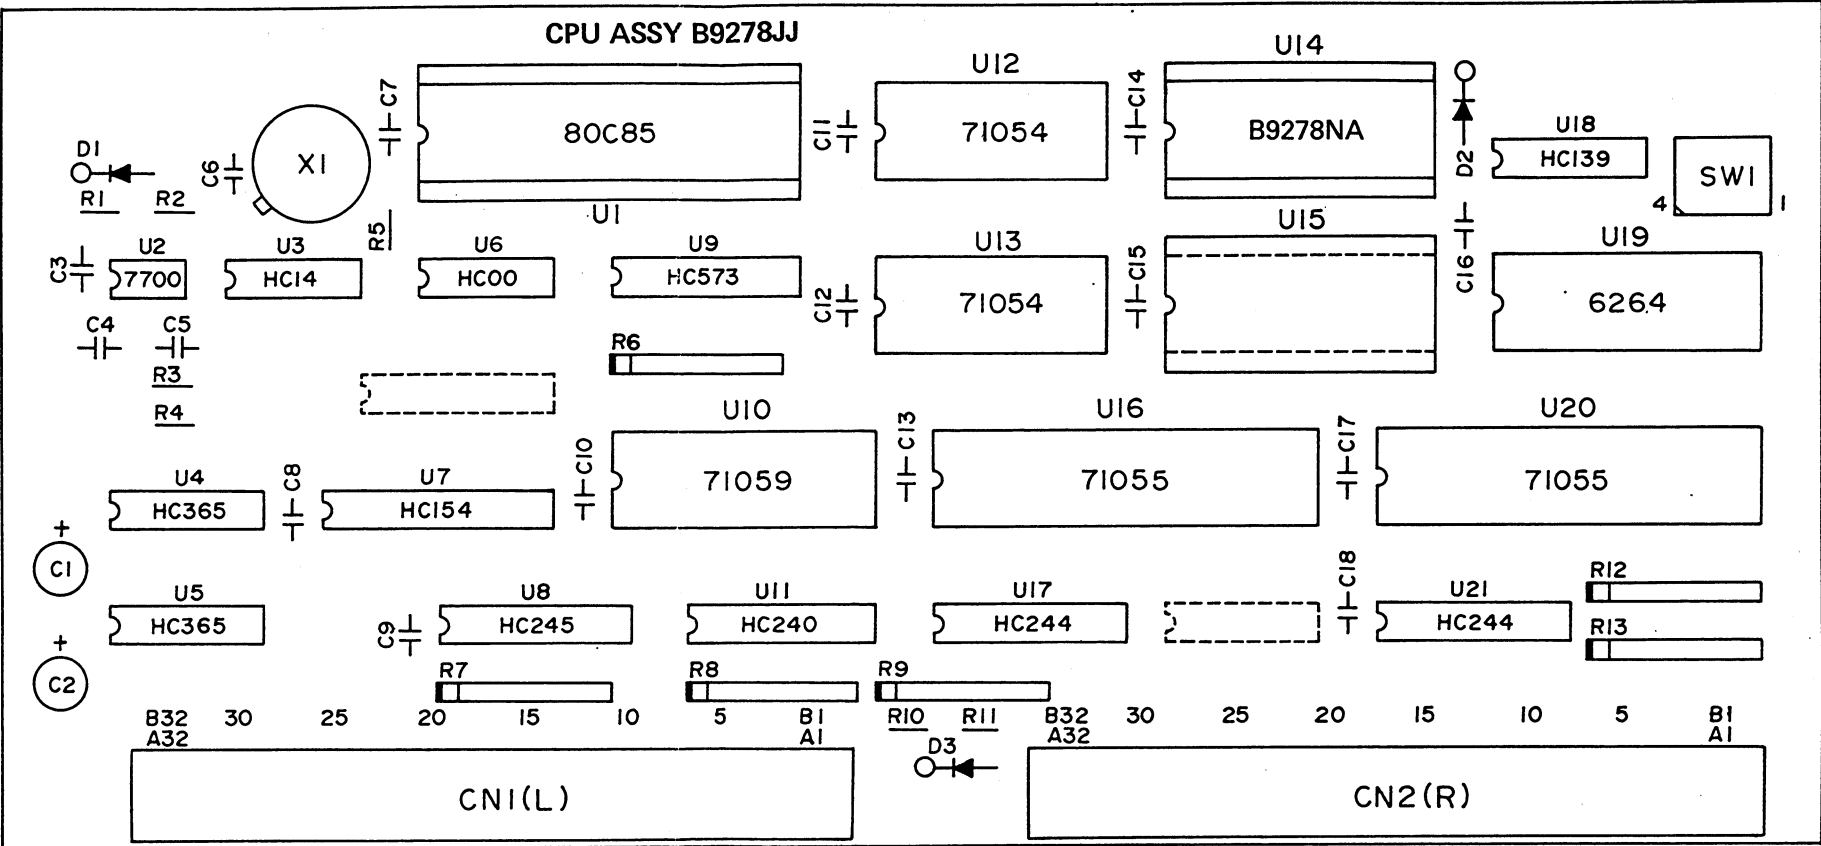 CPU ASSY B9278JJ
U14
U12
C7
C14
80C85
C11
71054
B9278NA
U18
D1
X1
C6
D2
HC139
SW1
R1 R2
4 1
U1
R5
U15
U2 U3 U6 U9 U13 U19
C3
7700 HC14 HC00 HC573
C12
71054
C15
C16
6264
C4 C5
R6
R3
R4
U10 U16 U20
C10
C13
C17
U4
C8
U7
71059 71055 71055
HC365 HC154
+
C1
C18
R12
U5 U8 U11 U17 U21
HC365
C9
HC245 HC240 HC244 HC244
R13
+
C2
R7 R8 R9
B32 30 25 20 15 10 5 B1 R10 R11 B32 30 25 20 15 10 5 B1
A32 A1 A32 A1
D3
CN1(L) CN2(R)